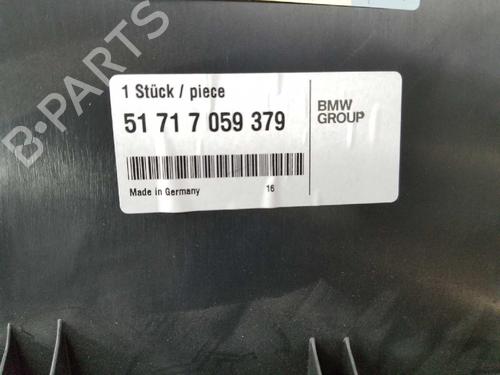 B-PARTS
1 Stück / piece
51 71 7 059 379
BMW
GROUP
Made in Germany
16